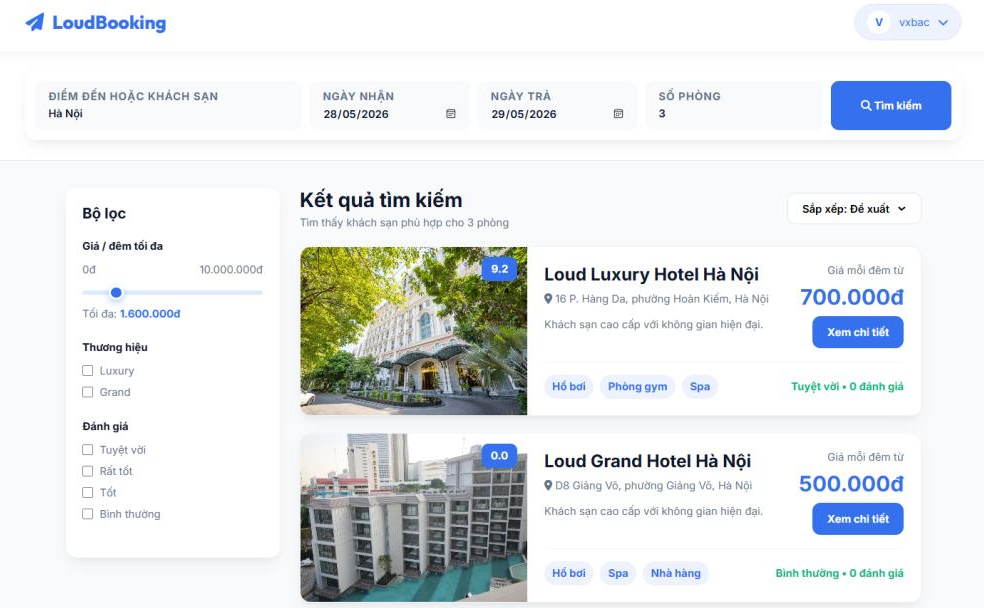 LoudBooking
V vxbac
ĐIỂM ĐẾN HOẶC KHÁCH SẠN
Hà Nội
NGÀY NHẬN
28/05/2026
NGÀY TRẢ
29/05/2026
SỐ PHÒNG
3
Tìm kiếm
Bộ lọc
Giá / đêm tối đa
0đ 10.000.000đ
Tối đa: 1.600.000đ
Thương hiệu
Luxury
Grand
Đánh giá
Tuyệt vời
Rất tốt
Tốt
Bình thường
Kết quả tìm kiếm
Tìm thấy khách sạn phù hợp cho 3 phòng
Sắp xếp: Đề xuất
9.2
Loud Luxury Hotel Hà Nội
16 P. Hàng Da, phường Hoàn Kiếm, Hà Nội
Khách sạn cao cấp với không gian hiện đại.
Giá mỗi đêm từ
700.000đ
Xem chi tiết
Hồ bơi Phòng gym Spa
Tuyệt vời • 0 đánh giá
0.0
Loud Grand Hotel Hà Nội
D8 Giảng Võ, phường Giảng Võ, Hà Nội
Khách sạn cao cấp với không gian hiện đại.
Giá mỗi đêm từ
500.000đ
Xem chi tiết
Hồ bơi Spa Nhà hàng
Bình thường • 0 đánh giá